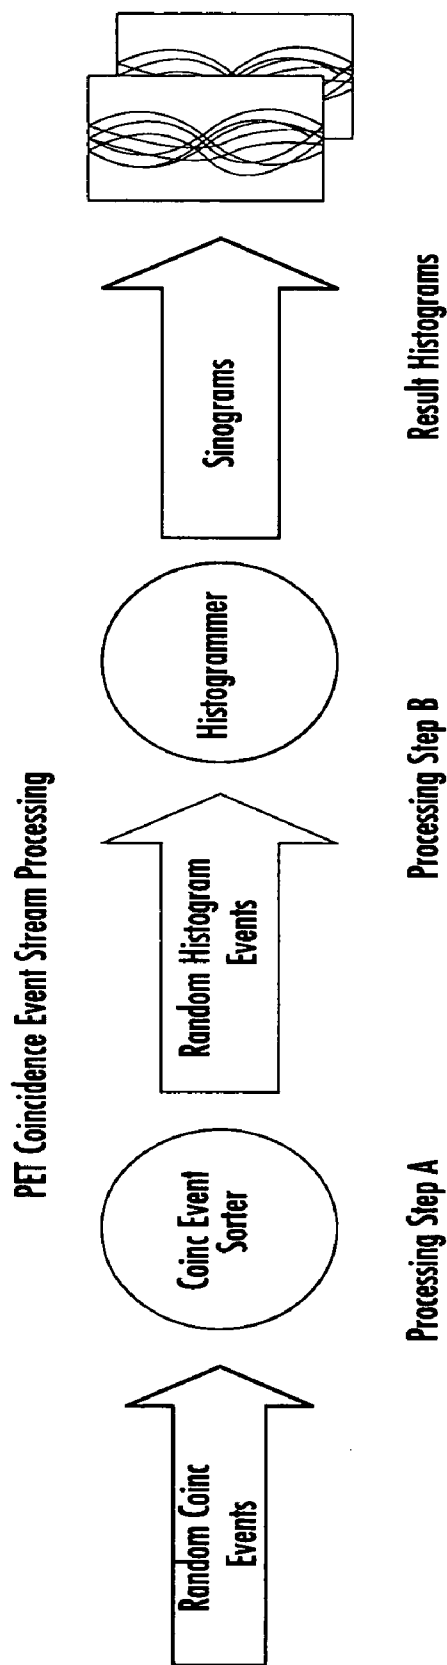 PET Coincidence Event Stream Processing
Random Coinc
Events
Coinc Event
Sorter
Random Histogram
Events
Histogrammer
Sinograms
Processing Step A
Processing Step B
Result Histograms